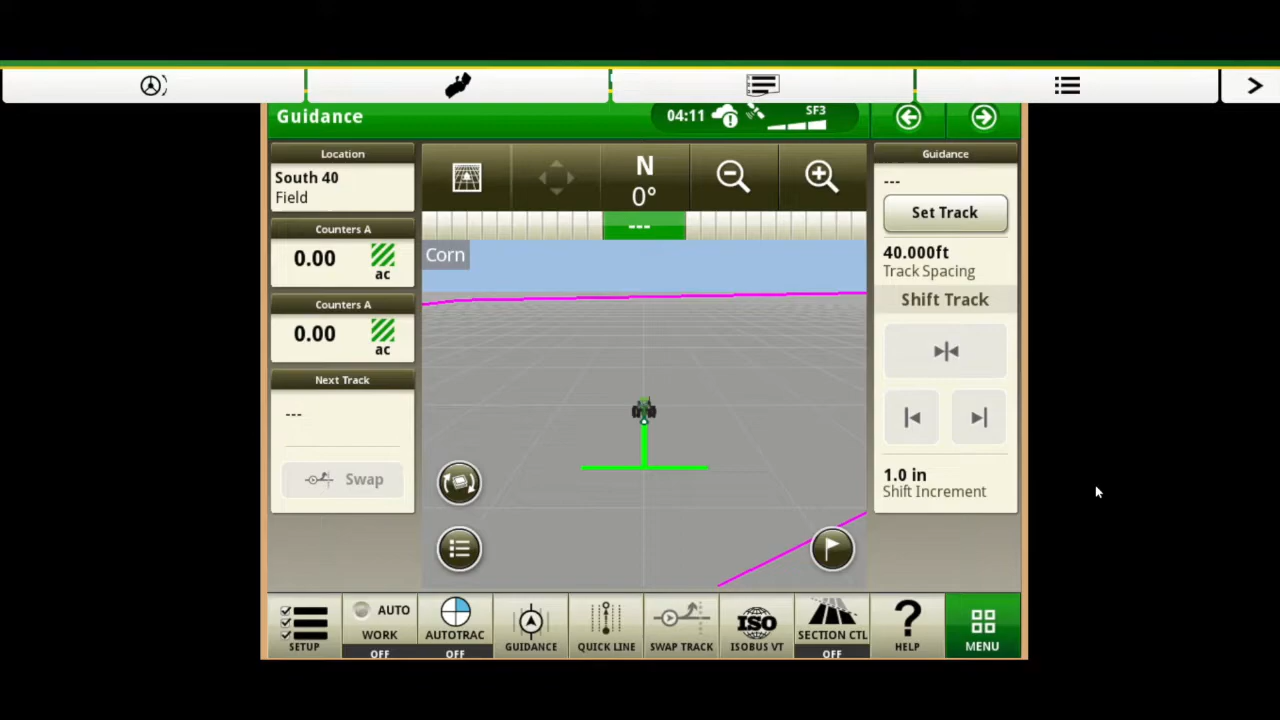 Guidance
04:11
SF3
Location
South 40
Field
Counters A
0.00
ac
Counters A
0.00
ac
Next Track
---
Swap
N
0°
---
Corn
Guidance
---
Set Track
40.000ft
Track Spacing
Shift Track
1.0 in
Shift Increment
SETUP
AUTO
WORK
OFF
AUTOTRAC
OFF
GUIDANCE
QUICK LINE
SWAP TRACK
ISO
ISOBUS VT
SECTION CTL
OFF
?
HELP
MENU